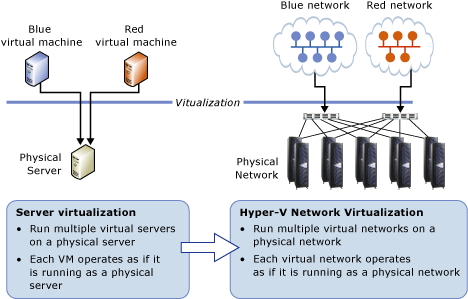 Blue
virtual machine
Red
virtual machine
Blue network
Red network
Vitualization
Physical
Server
Physical
Network
Server virtualization
• Run multiple virtual servers
on a physical server
• Each VM operates as if it
is running as a physical
server
Hyper-V Network Virtualization
• Run multiple virtual networks on a
physical network
• Each virtual network operates
as if it is running as a physical network